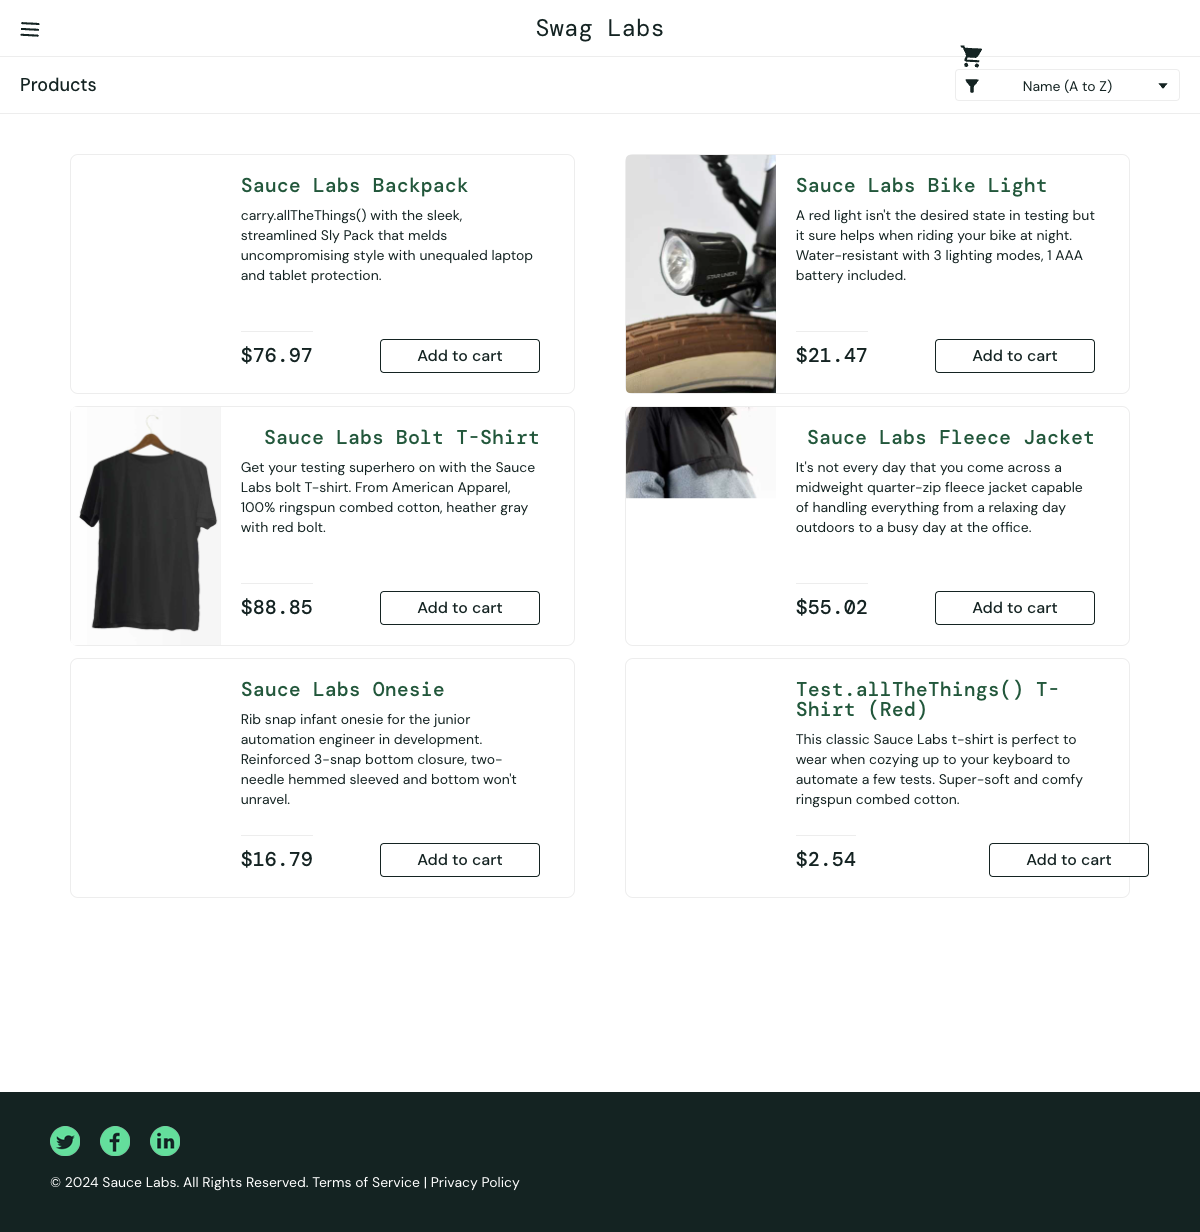 Swag Labs
Products
Name (A to Z)
Sauce Labs Backpack
carry.allTheThings() with the sleek,
streamlined Sly Pack that melds
uncompromising style with unequaled laptop
and tablet protection.
$76.97
Add to cart
Sauce Labs Bike Light
A red light isn't the desired state in testing but
it sure helps when riding your bike at night.
Water-resistant with 3 lighting modes, 1 AAA
battery included.
$21.47
Add to cart
Sauce Labs Bolt T-Shirt
Get your testing superhero on with the Sauce
Labs bolt T-shirt. From American Apparel,
100% ringspun combed cotton, heather gray
with red bolt.
$88.85
Add to cart
Sauce Labs Fleece Jacket
It's not every day that you come across a
midweight quarter-zip fleece jacket capable
of handling everything from a relaxing day
outdoors to a busy day at the office.
$55.02
Add to cart
Sauce Labs Onesie
Rib snap infant onesie for the junior
automation engineer in development.
Reinforced 3-snap bottom closure, two-
needle hemmed sleeved and bottom won't
unravel.
$16.79
Add to cart
Test.allTheThings() T-
Shirt (Red)
This classic Sauce Labs t-shirt is perfect to
wear when cozying up to your keyboard to
automate a few tests. Super-soft and comfy
ringspun combed cotton.
$2.54
Add to cart
© 2024 Sauce Labs. All Rights Reserved. Terms of Service | Privacy Policy